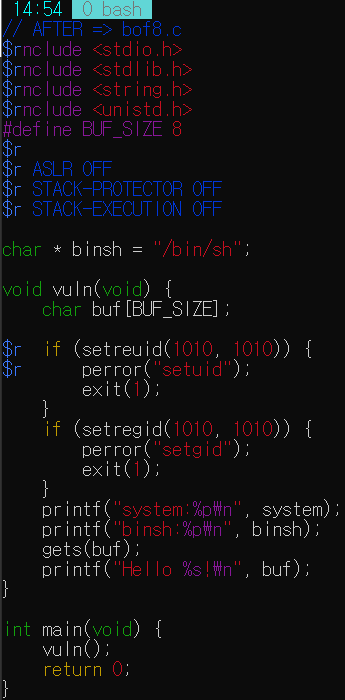 14:54 0 bash
// AFTER => bof8.c
$rnclude <stdio.h>
$rnclude <stdlib.h>
$rnclude <string.h>
$rnclude <unistd.h>
#define BUF_SIZE 8
$r
$r ASLR OFF
$r STACK-PROTECTOR OFF
$r STACK-EXECUTION OFF
char * binsh = "/bin/sh";
void vuln(void) {
char buf[BUF_SIZE];
$r if (setreuid(1010, 1010)) {
$r perror("setuid");
exit(1);
}
if (setregid(1010, 1010)) {
perror("setgid");
exit(1);
}
printf("system:%p₩n", system);
printf("binsh:%p₩n", binsh);
gets(buf);
printf("Hello %s!₩n", buf);
}
int main(void) {
vuln();
return 0;
}